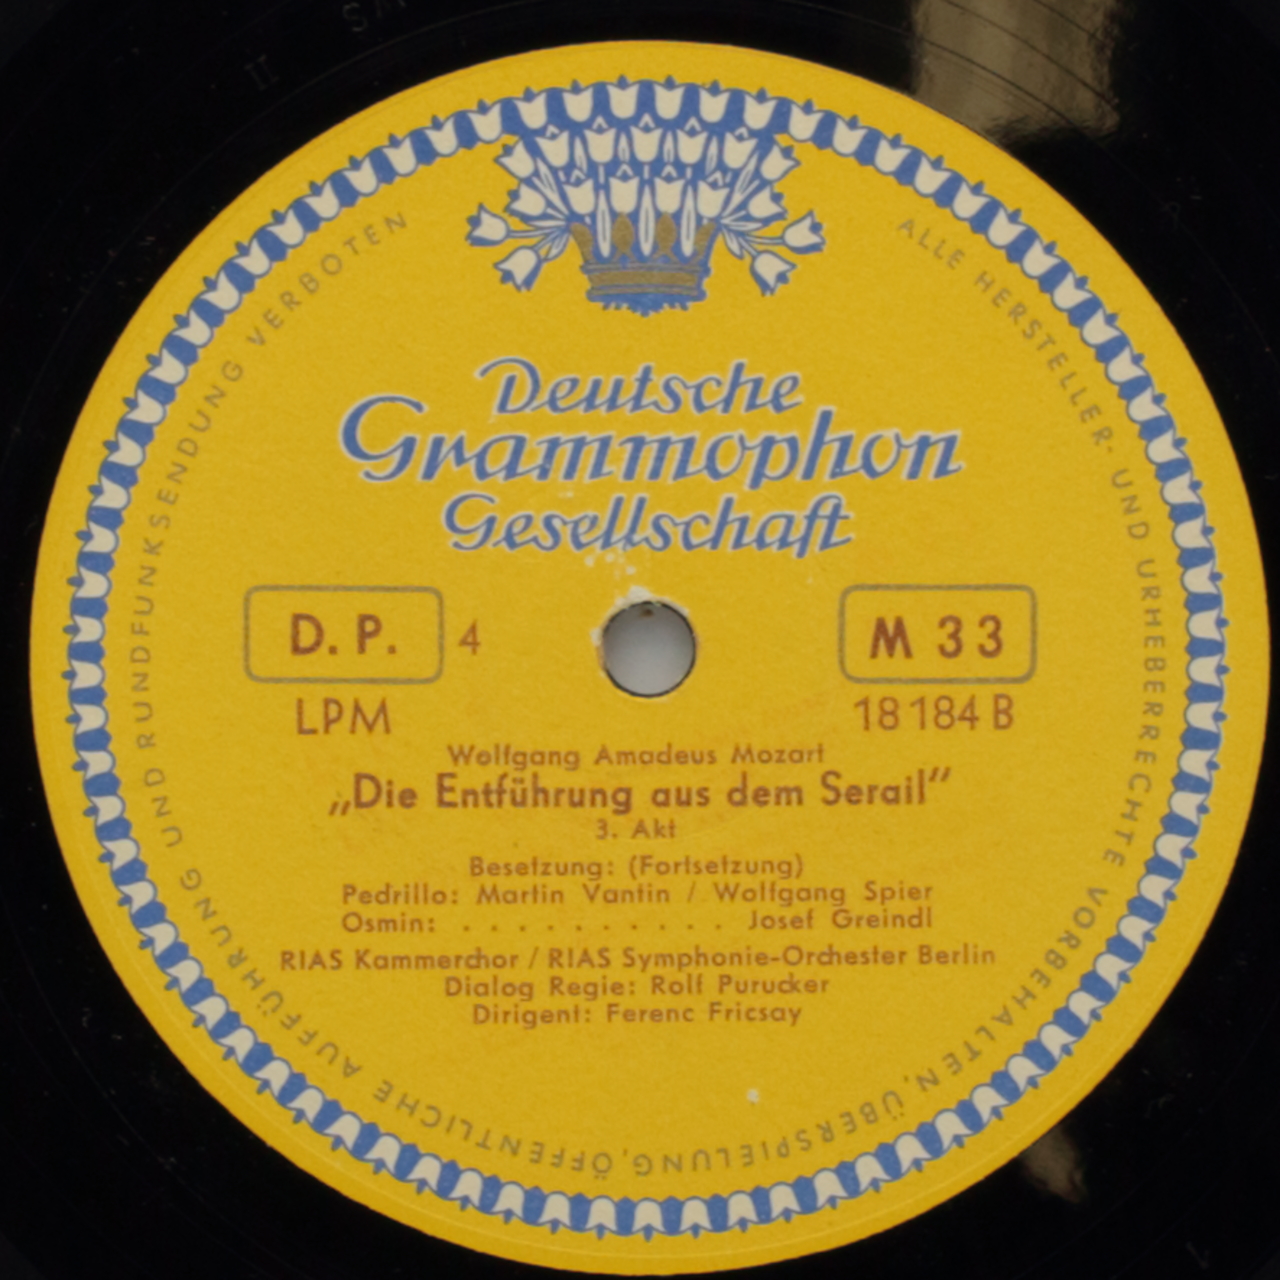 Deutsche
Grammophon
Gesellschaft
D. P. 4
M 33
LPM
18 184 B
Wolfgang Amadeus Mozart
„Die Entführung aus dem Serail“
3. Akt
Besetzung: (Fortsetzung)
Pedrillo: Martin Vantin / Wolfgang Spier
Osmin: . . . . . . . . . . Josef Greindl
RIAS Kammerchor / RIAS Symphonie-Orchester Berlin
Dialog Regie: Rolf Purucker
Dirigent: Ferenc Fricsay
ALLE HERSTELLER- UND URHEBERRECHTE VORBEHALTEN, ÜBERSPIELUNG, ÖFFENTLICHE AUFFÜHRUNG UND RUNDFUNKSENDUNG VERBOTEN
II